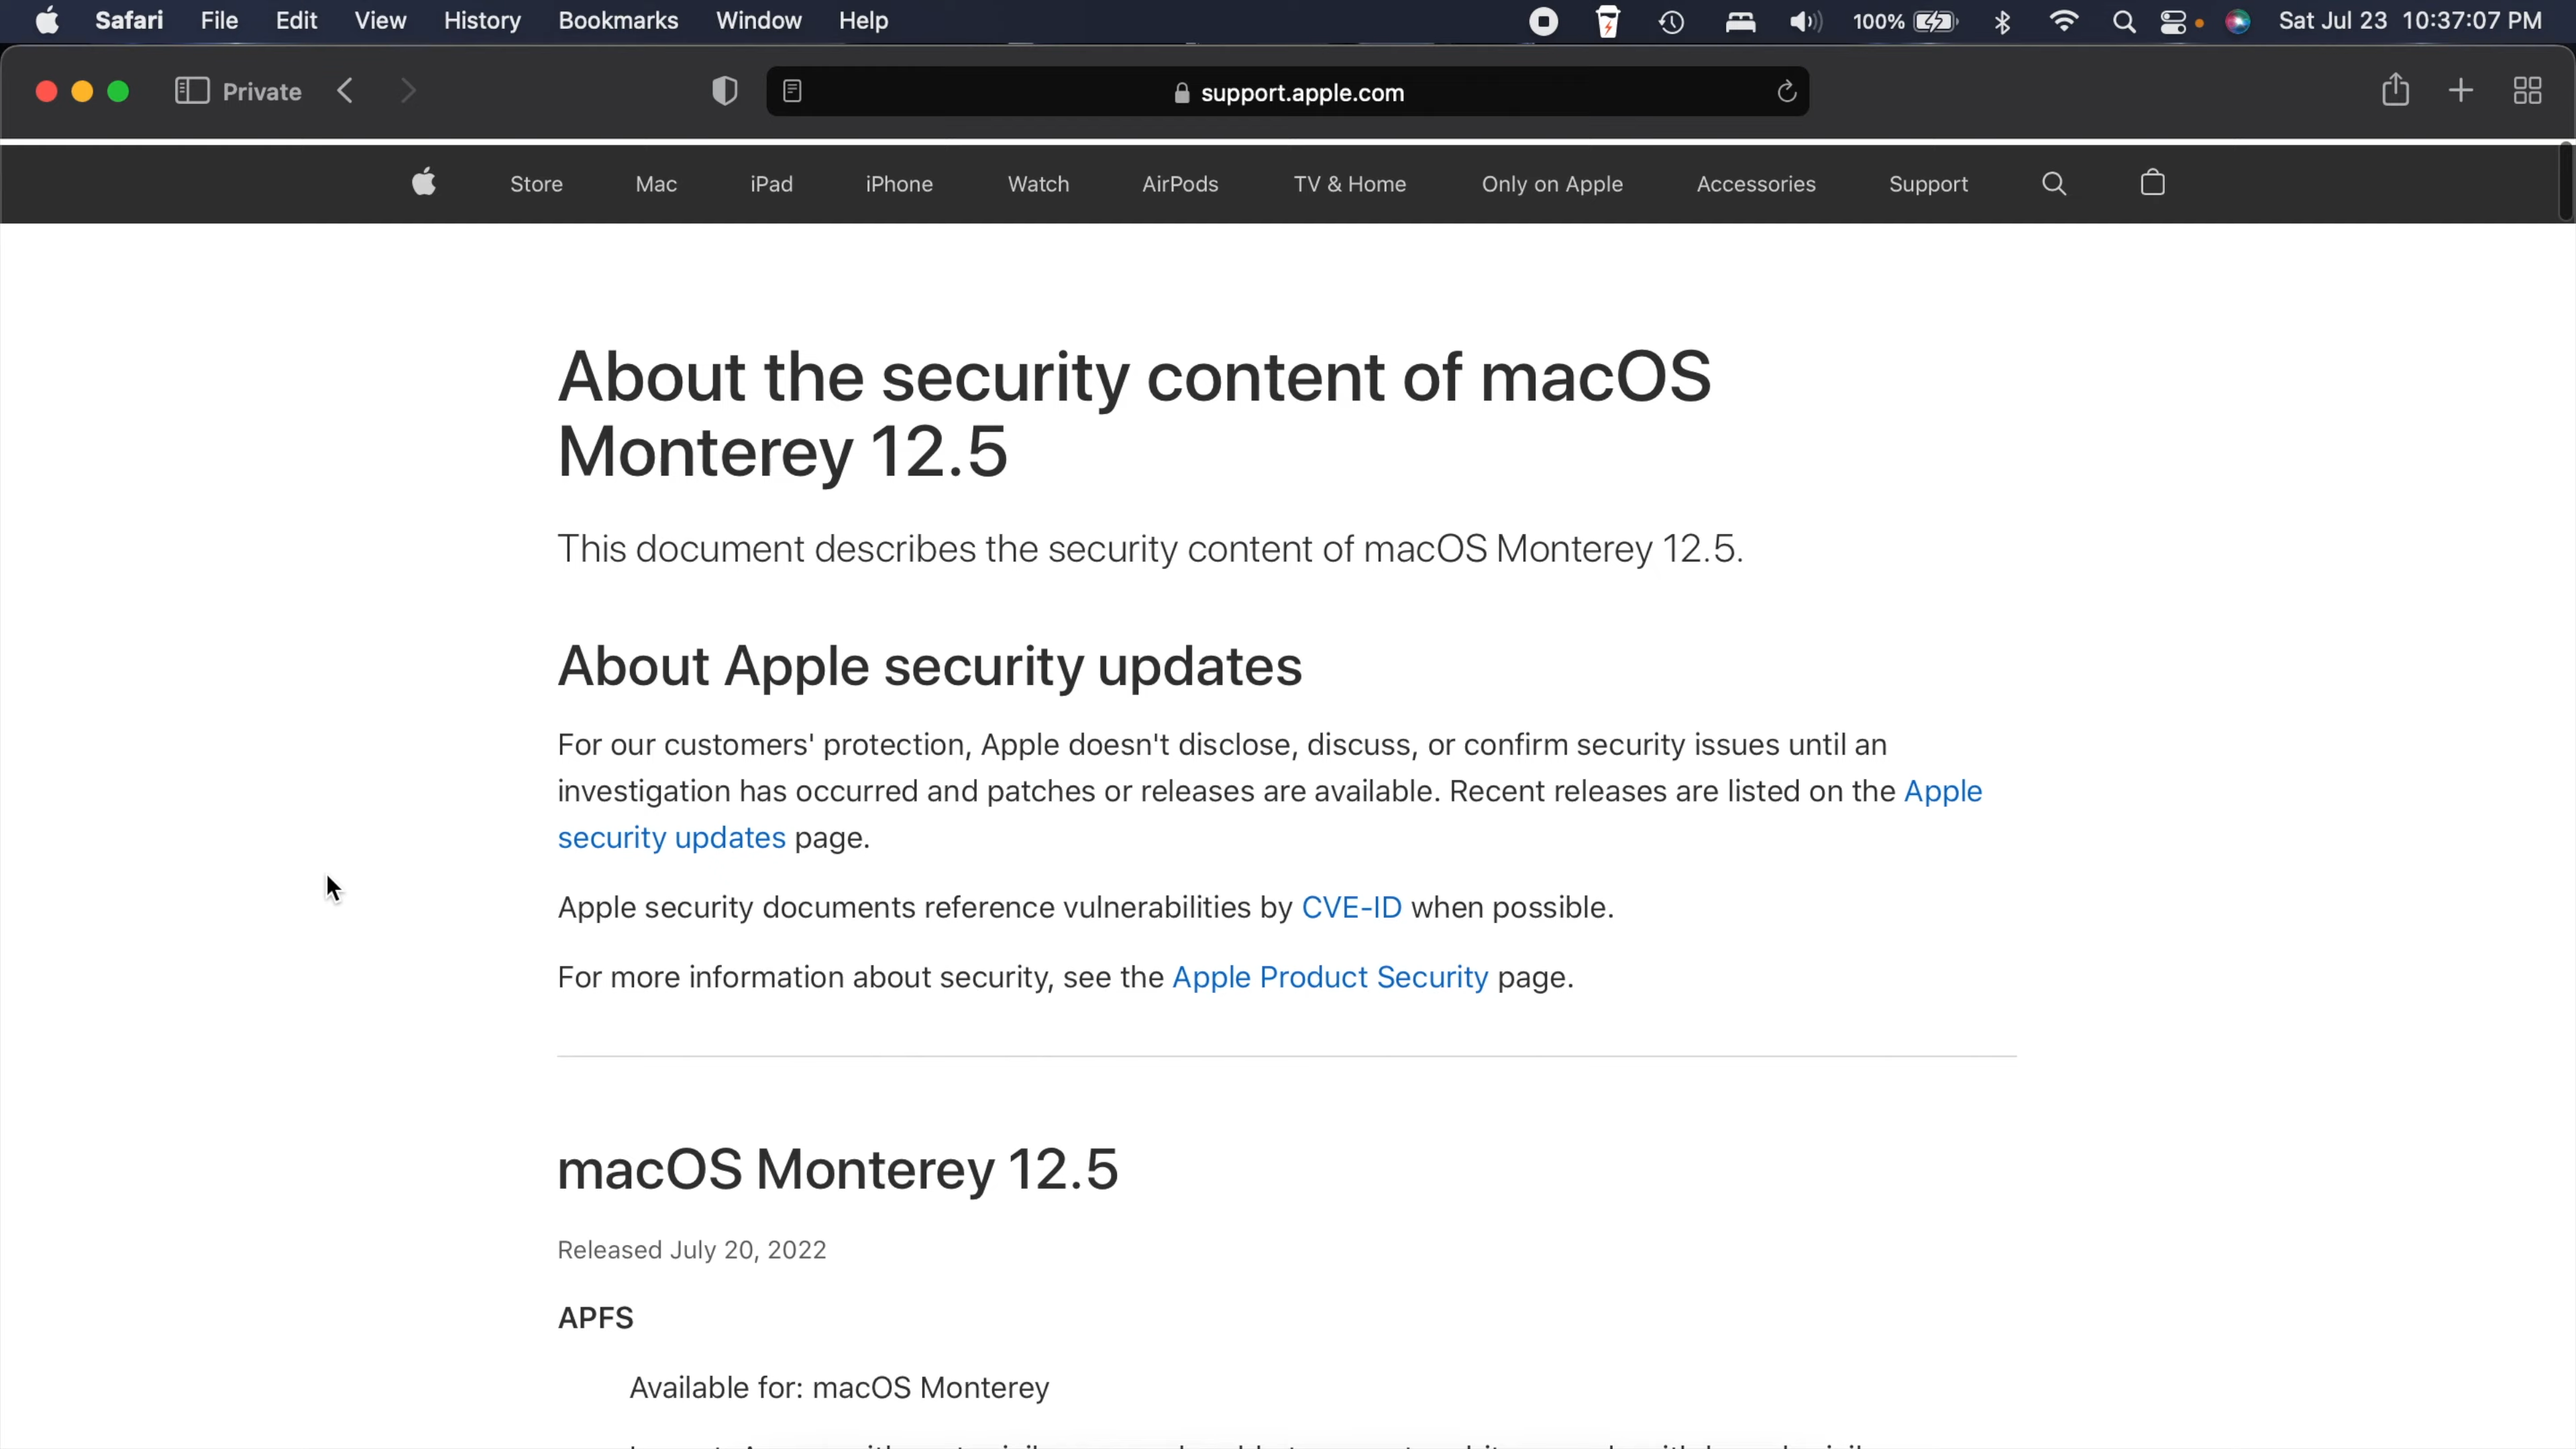 Safari File Edit View History Bookmarks Window Help 100% Sat Jul 23 10:37:07 PM
Private support.apple.com
Store Mac iPad iPhone Watch AirPods TV & Home Only on Apple Accessories Support
About the security content of macOS
Monterey 12.5
This document describes the security content of macOS Monterey 12.5.
About Apple security updates
For our customers' protection, Apple doesn't disclose, discuss, or confirm security issues until an
investigation has occurred and patches or releases are available. Recent releases are listed on the Apple
security updates page.
Apple security documents reference vulnerabilities by CVE-ID when possible.
For more information about security, see the Apple Product Security page.
macOS Monterey 12.5
Released July 20, 2022
APFS
Available for: macOS Monterey